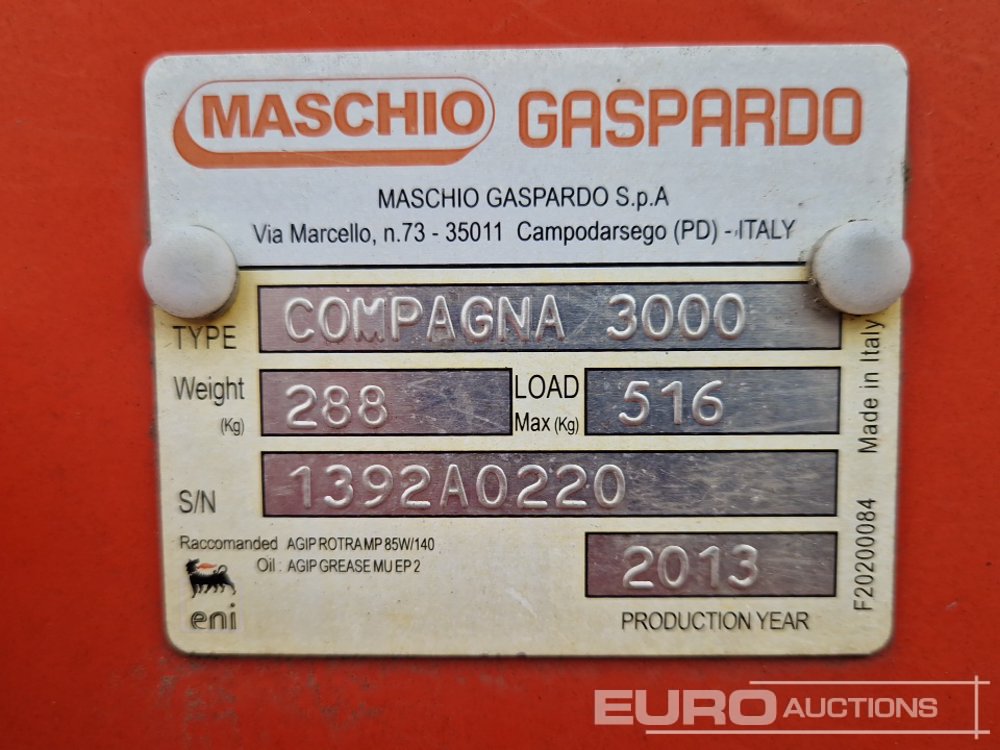 MASCHIO GASPARDO
MASCHIO GASPARDO S.p.A
Via Marcello, n.73 - 35011 Campodarsego (PD) - ITALY
TYPE COMPAGNA 3000
Weight (Kg) 288 LOAD Max (Kg) 516
S/N 1392A0220
Raccomanded AGIP ROTRA MP 85W/140
Oil : AGIP GREASE MU EP 2
eni
2013
PRODUCTION YEAR
F20200084 Made in Italy
EURO AUCTIONS